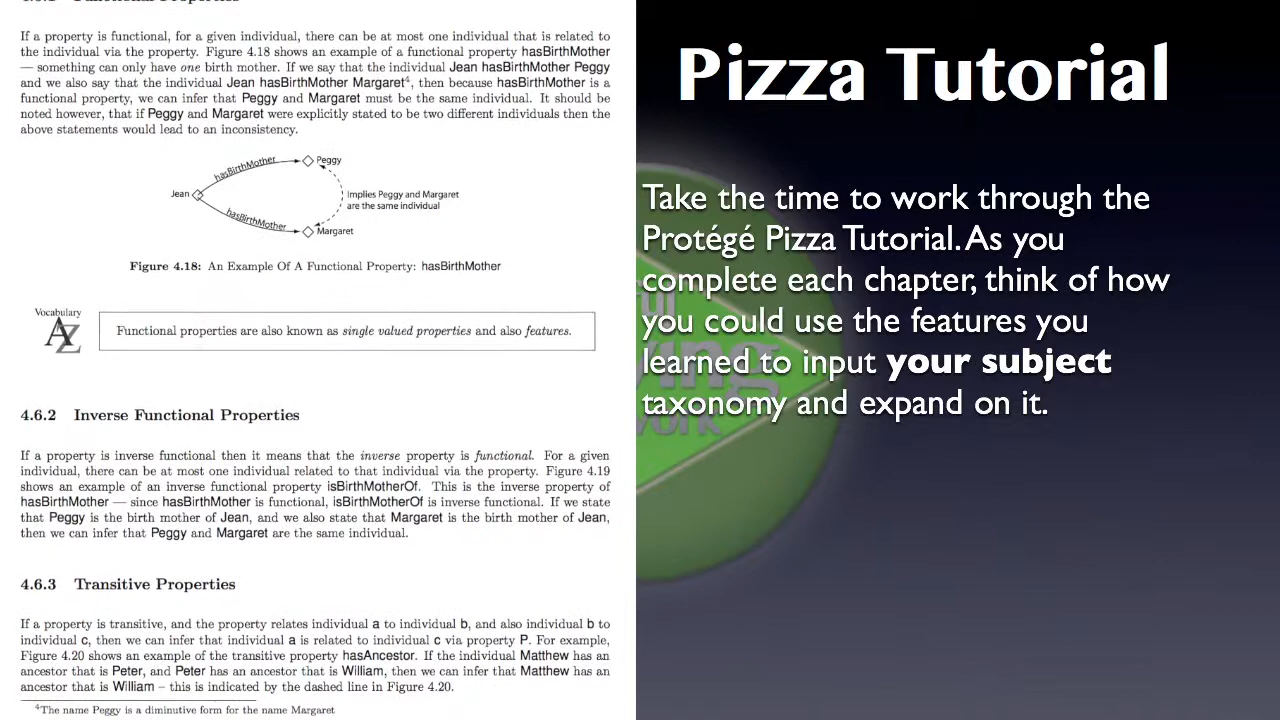 4.6.1 Functional Properties
If a property is functional, for a given individual, there can be at most one individual that is related to
the individual via the property. Figure 4.18 shows an example of a functional property hasBirthMother
— something can only have one birth mother. If we say that the individual Jean hasBirthMother Peggy
and we also say that the individual Jean hasBirthMother Margaret⁴, then because hasBirthMother is a
functional property, we can infer that Peggy and Margaret must be the same individual. It should be
noted however, that if Peggy and Margaret were explicitly stated to be two different individuals then the
above statements would lead to an inconsistency.
hasBirthMother
Peggy
Jean
Implies Peggy and Margaret
are the same individual
hasBirthMother
Margaret
Figure 4.18: An Example Of A Functional Property: hasBirthMother
Vocabulary
AZ
Functional properties are also known as single valued properties and also features.
4.6.2 Inverse Functional Properties
If a property is inverse functional then it means that the inverse property is functional. For a given
individual, there can be at most one individual related to that individual via the property. Figure 4.19
shows an example of an inverse functional property isBirthMotherOf. This is the inverse property of
hasBirthMother — since hasBirthMother is functional, isBirthMotherOf is inverse functional. If we state
that Peggy is the birth mother of Jean, and we also state that Margaret is the birth mother of Jean,
then we can infer that Peggy and Margaret are the same individual.
4.6.3 Transitive Properties
If a property is transitive, and the property relates individual a to individual b, and also individual b to
individual c, then we can infer that individual a is related to individual c via property P. For example,
Figure 4.20 shows an example of the transitive property hasAncestor. If the individual Matthew has an
ancestor that is Peter, and Peter has an ancestor that is William, then we can infer that Matthew has an
ancestor that is William – this is indicated by the dashed line in Figure 4.20.
⁴The name Peggy is a diminutive form for the name Margaret
Pizza Tutorial
Take the time to work through the
Protégé Pizza Tutorial. As you
complete each chapter, think of how
you could use the features you
learned to input your subject
taxonomy and expand on it.